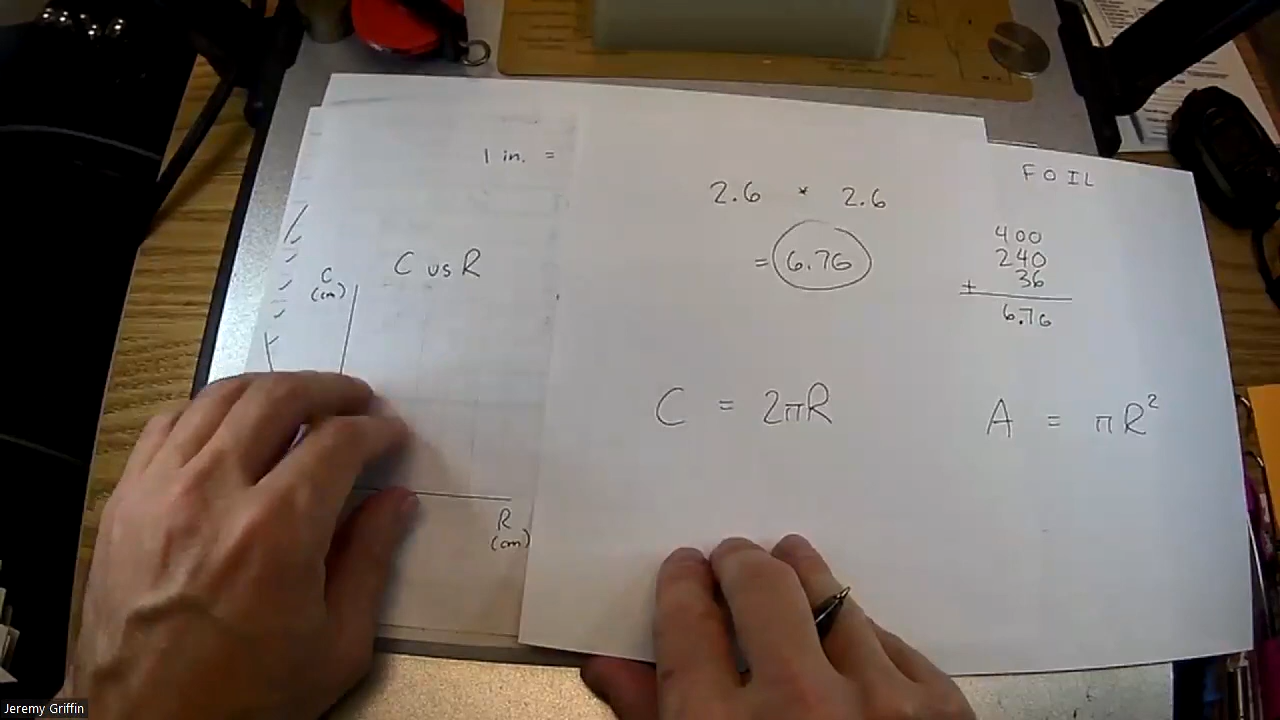 1 in. =
C vs R
C
(cm)
R
(cm)
2.6 * 2.6
= 6.76
C = 2πR
FOIL
400
240
+ 36
6.76
A = πR²
Jeremy Griffin